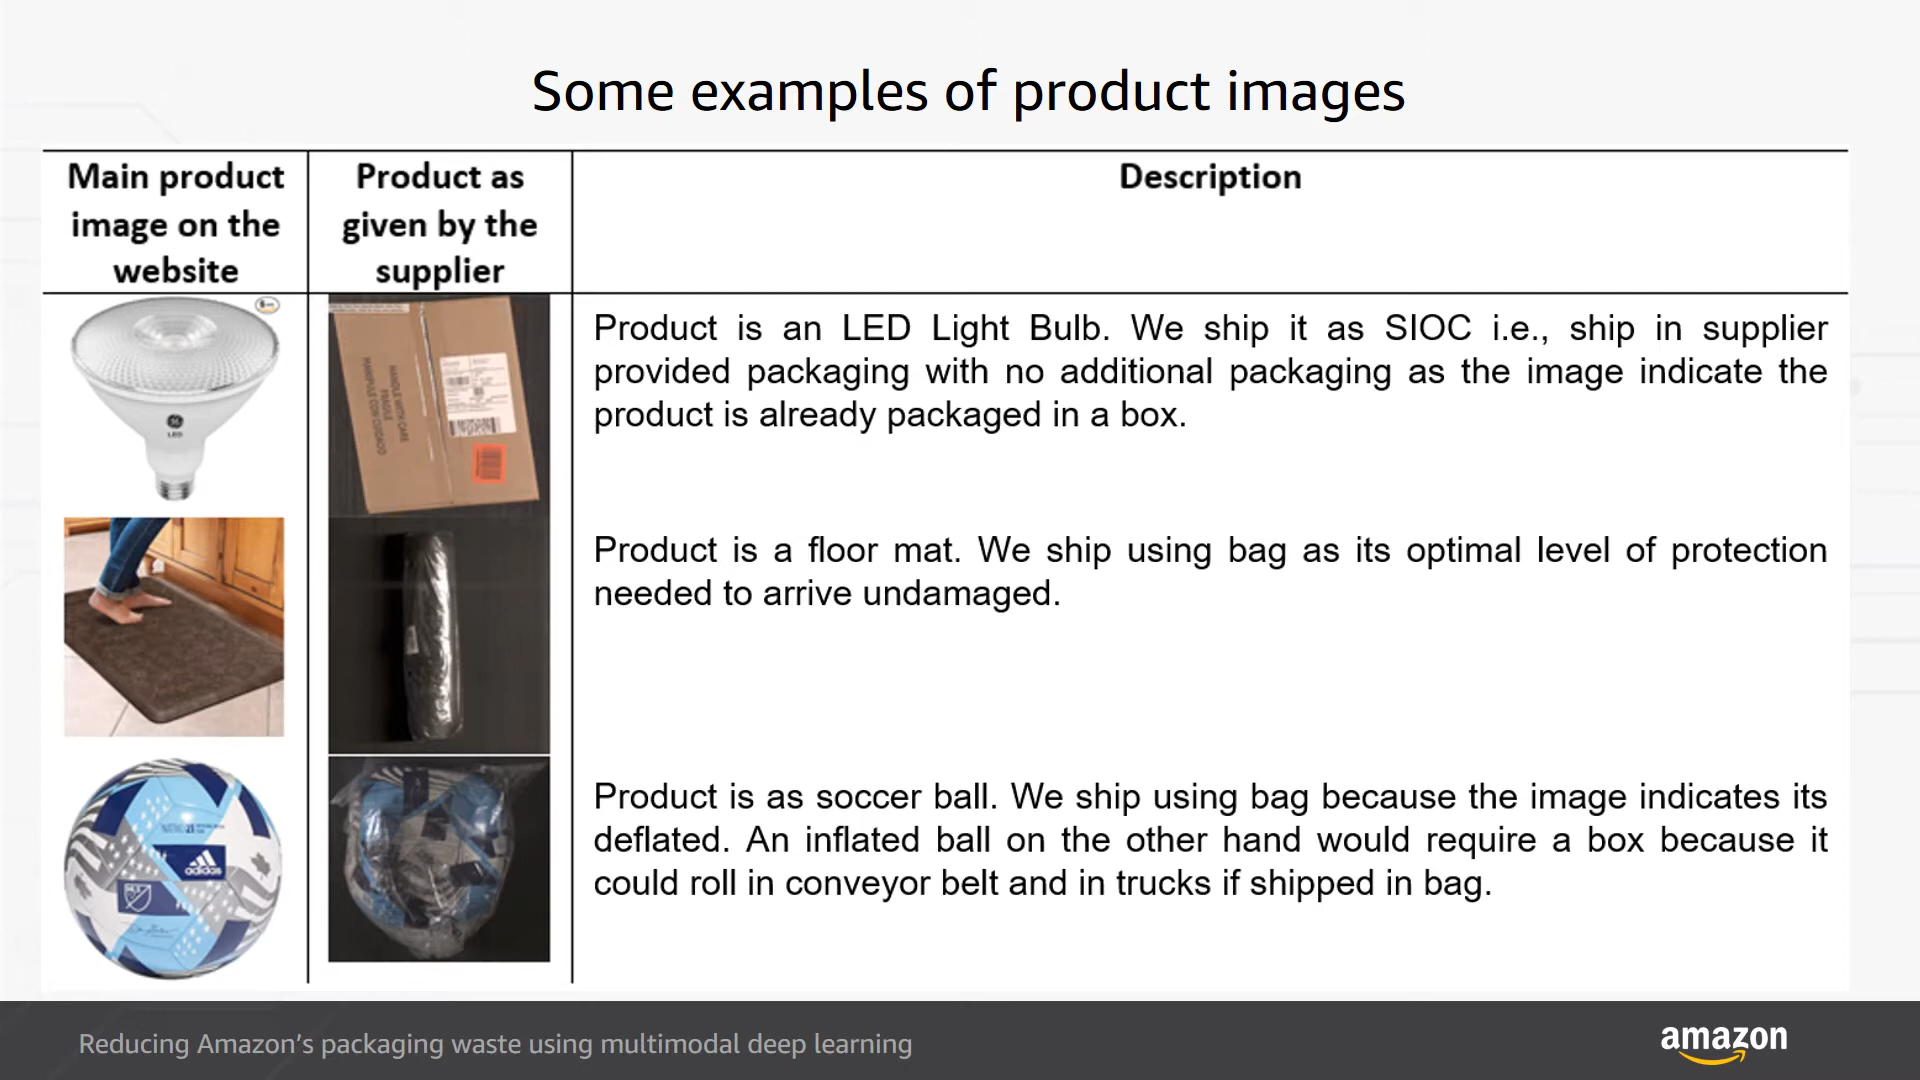 Some examples of product images
Main product
image on the
website
Product as
given by the
supplier
Description
LED
HANDLE WITH CARE
FRAGILE
Product is an LED Light Bulb. We ship it as SIOC i.e., ship in supplier
provided packaging with no additional packaging as the image indicate the
product is already packaged in a box.
Product is a floor mat. We ship using bag as its optimal level of protection
needed to arrive undamaged.
adidas
Product is as soccer ball. We ship using bag because the image indicates its
deflated. An inflated ball on the other hand would require a box because it
could roll in conveyor belt and in trucks if shipped in bag.
Reducing Amazon’s packaging waste using multimodal deep learning
amazon